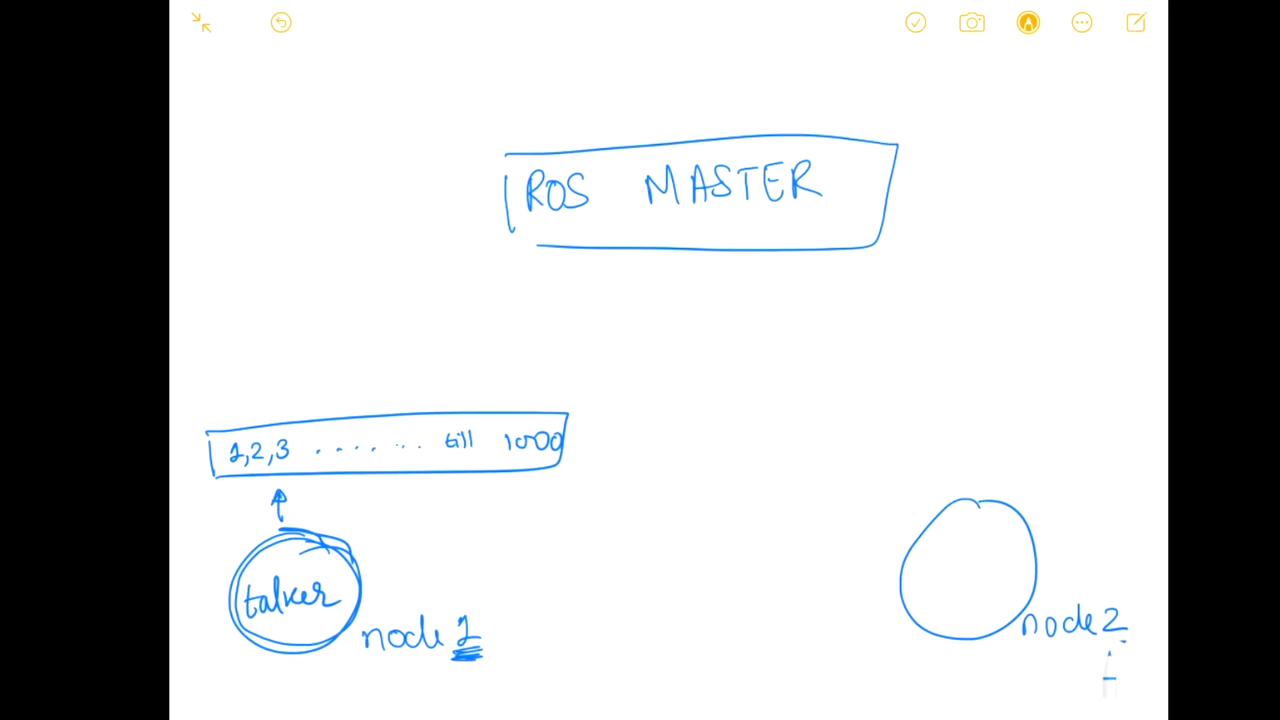 ROS MASTER
1,2,3 ......... till 1000
talker
node 1
node 2